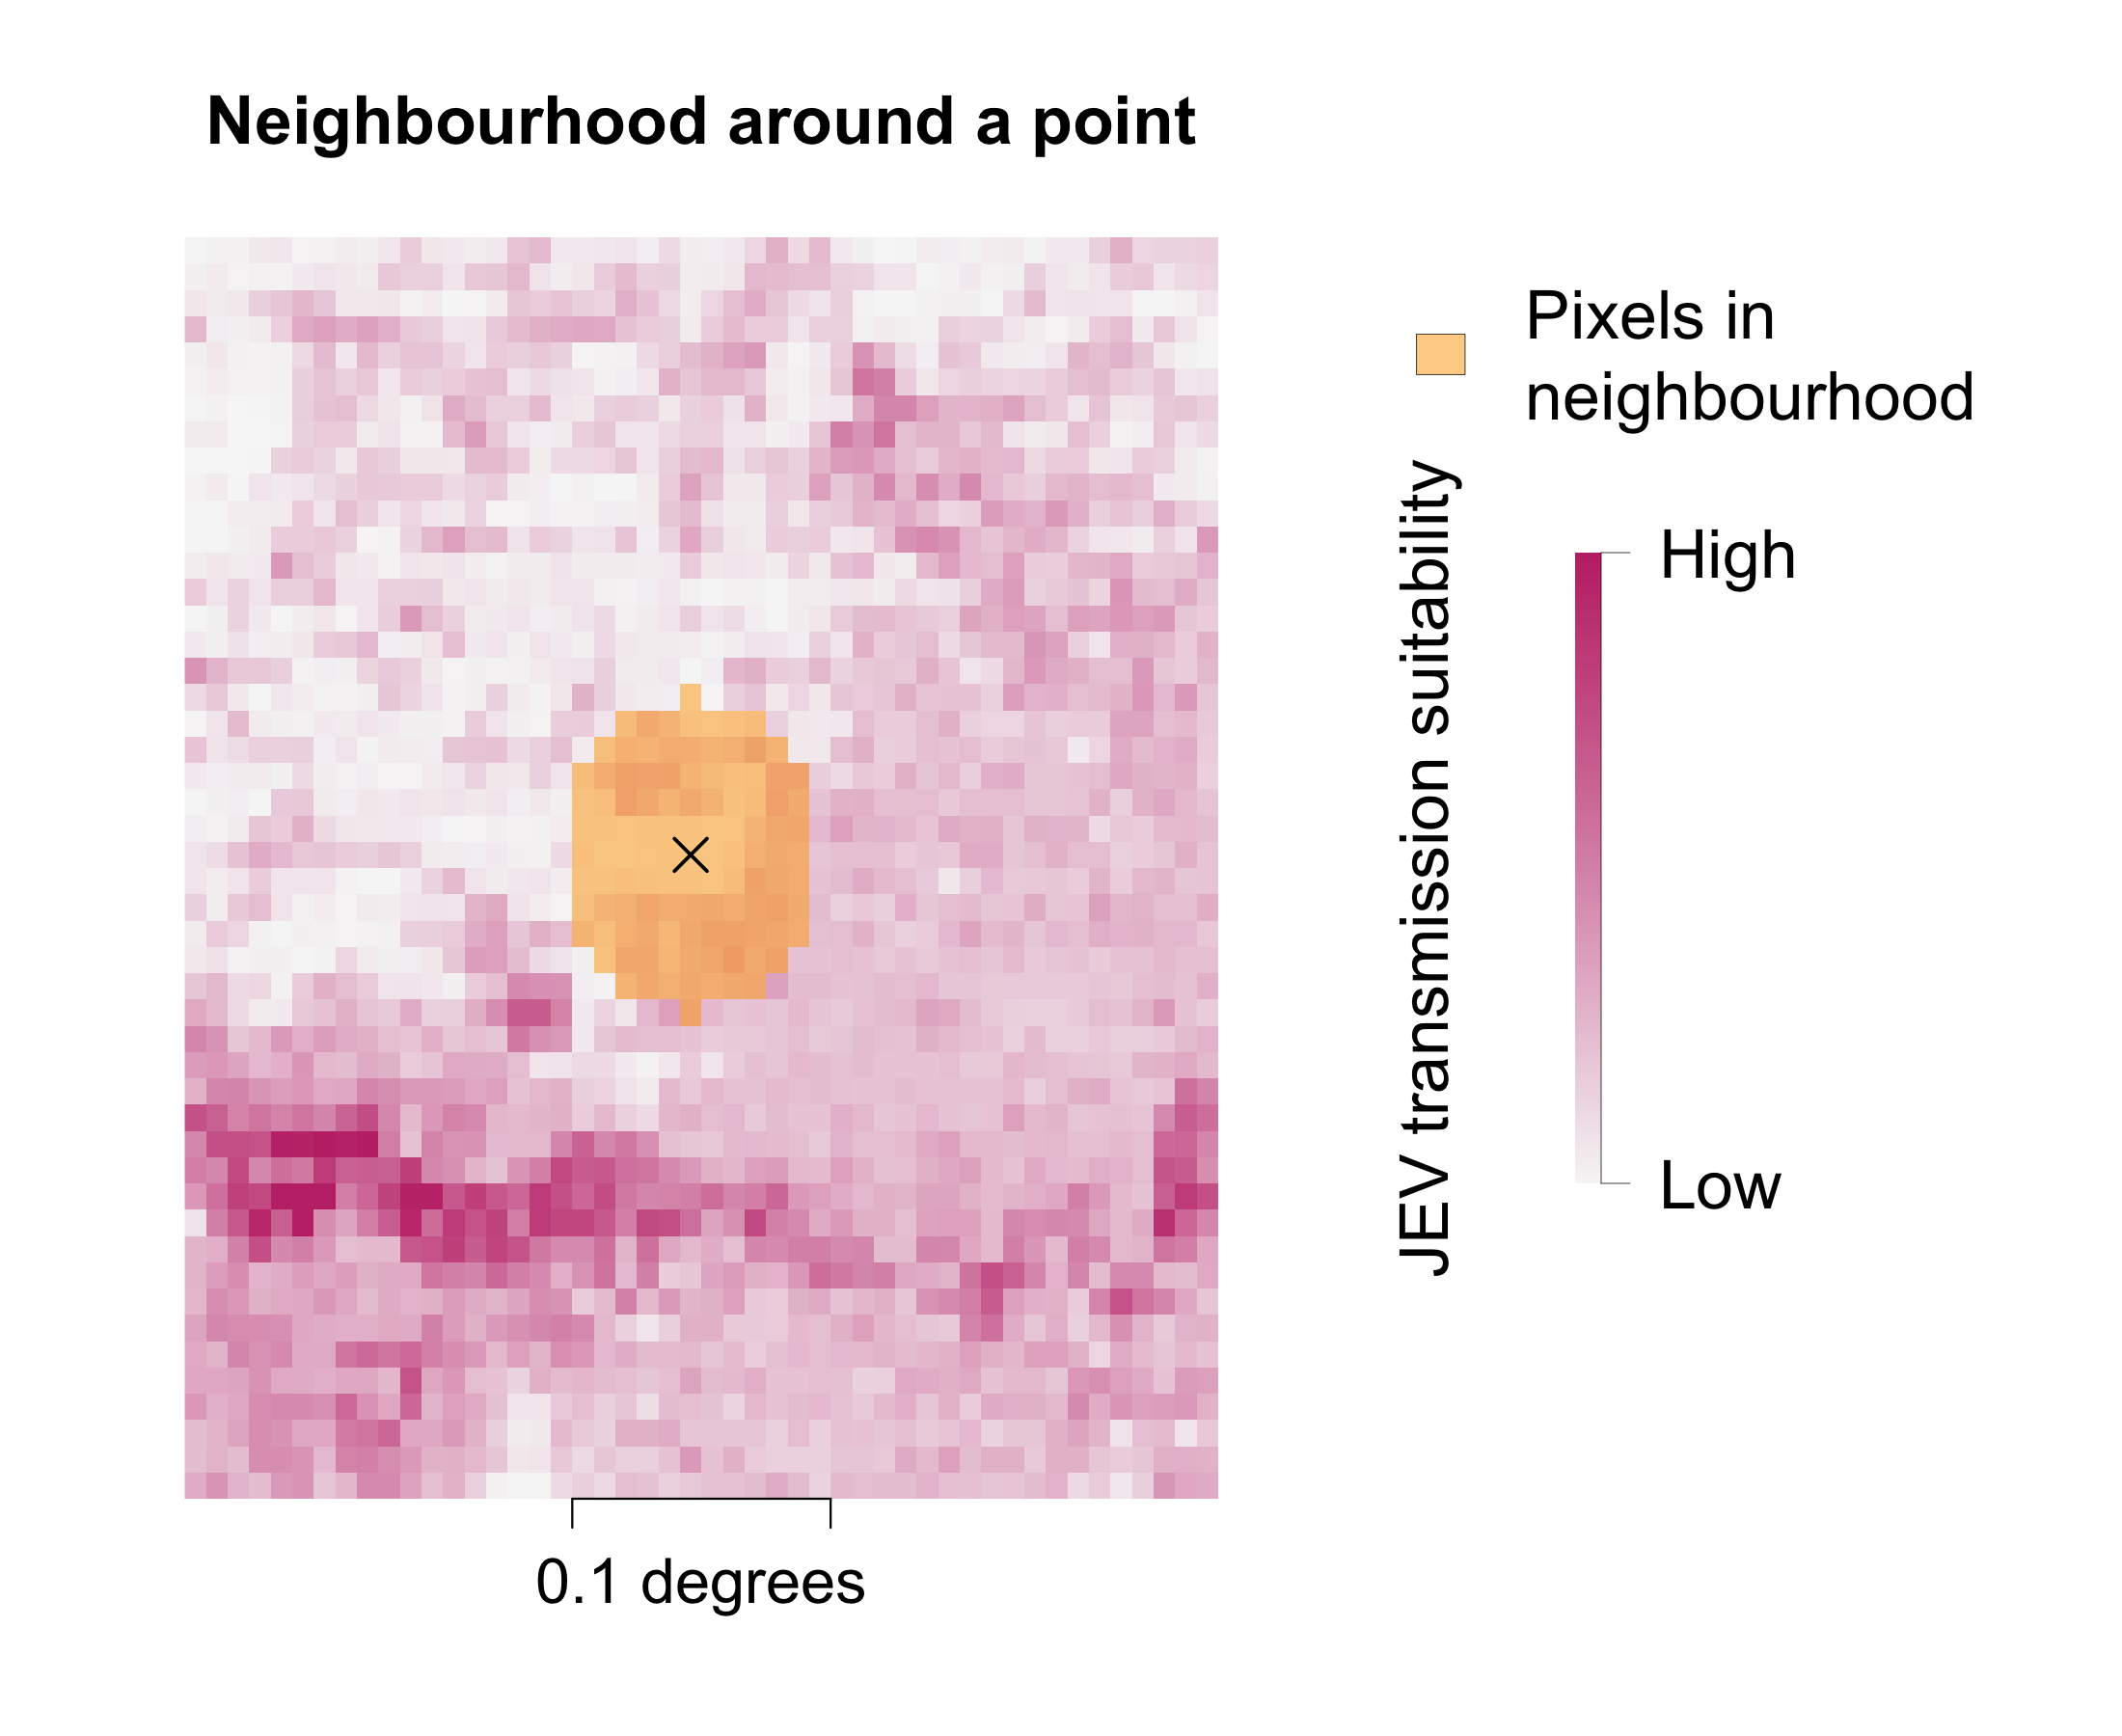 Neighbourhood around a point
Pixels in
neighbourhood
JEV transmission suitability
High
Low
0.1 degrees